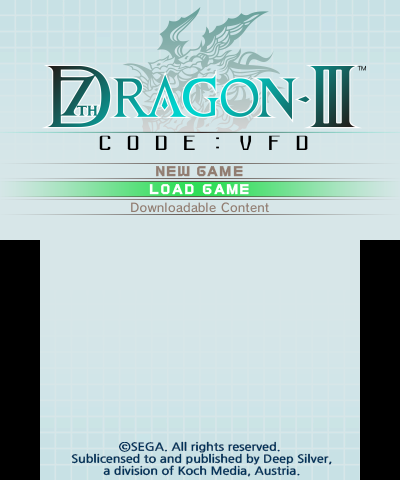 7TH DRAGON-III™
CODE:VFD
NEW GAME
LOAD GAME
Downloadable Content
©SEGA. All rights reserved.
Sublicensed to and published by Deep Silver,
a division of Koch Media, Austria.